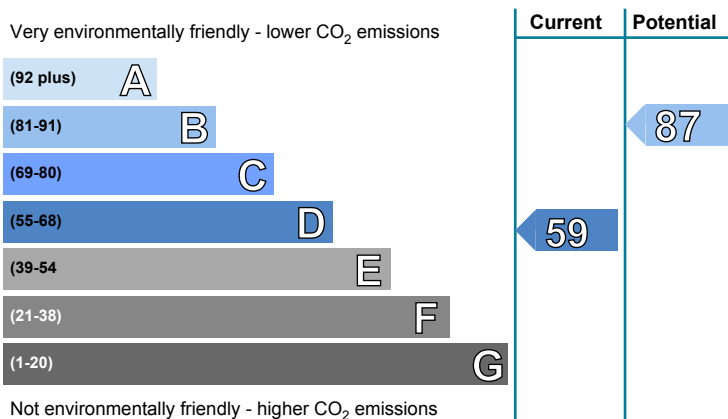 Current Potential
Very environmentally friendly - lower CO2 emissions
(92 plus) A
(81-91) B
87
(69-80) C
(55-68) D
59
(39-54 E
(21-38) F
(1-20) G
Not environmentally friendly - higher CO2 emissions